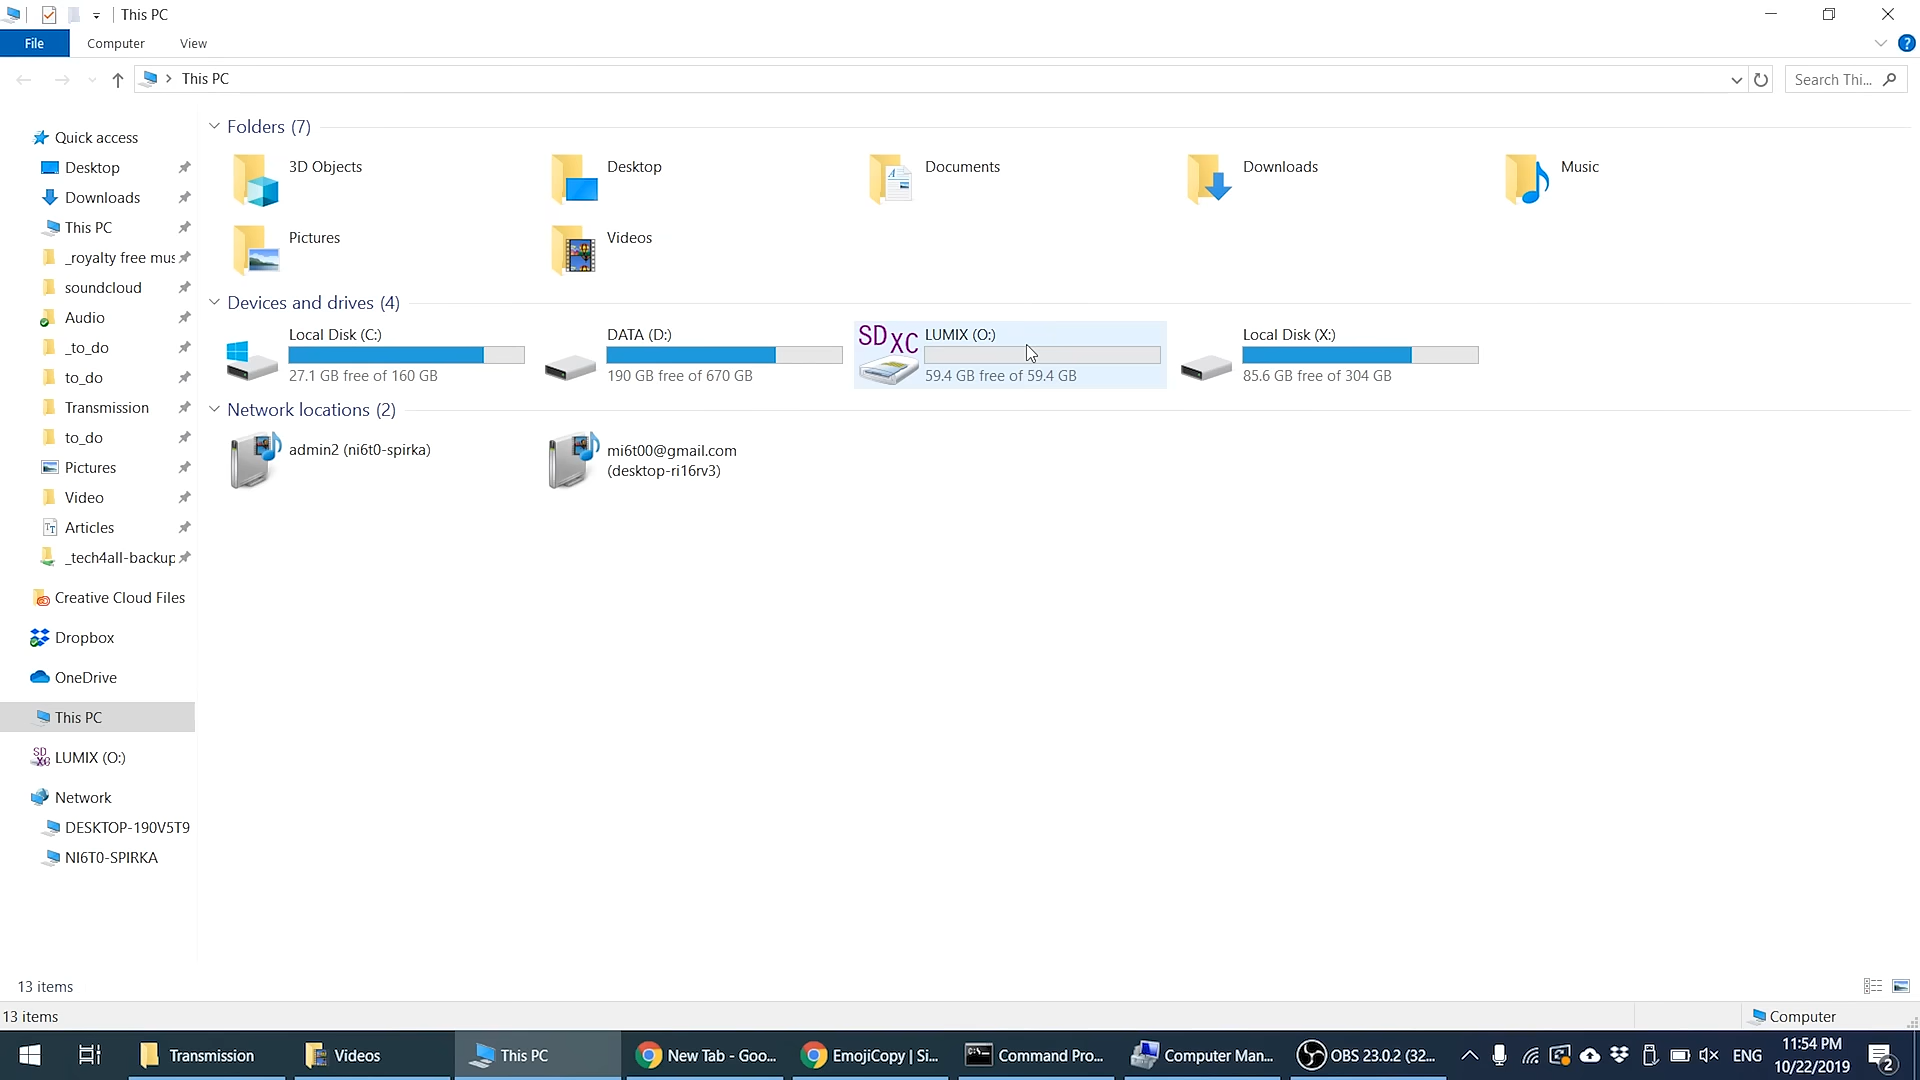 This PC
File
Computer
View
This PC
Search Thi...
Quick access
Desktop
Downloads
This PC
_royalty free mus
soundcloud
Audio
_to_do
to_do
Transmission
to_do
Pictures
Video
Articles
_tech4all-backup
Creative Cloud Files
Dropbox
OneDrive
This PC
LUMIX (O:)
Network
DESKTOP-190V5T9
NI6T0-SPIRKA
Folders (7)
3D Objects
Desktop
Documents
Downloads
Music
Pictures
Videos
Devices and drives (4)
Local Disk (C:)
27.1 GB free of 160 GB
DATA (D:)
190 GB free of 670 GB
SD XC
LUMIX (O:)
59.4 GB free of 59.4 GB
Local Disk (X:)
85.6 GB free of 304 GB
Network locations (2)
admin2 (ni6t0-spirka)
mi6t00@gmail.com
(desktop-ri16rv3)
13 items
13 items
Computer
Transmission
Videos
This PC
New Tab - Goo...
EmojiCopy | Si...
Command Pro...
Computer Man...
OBS 23.0.2 (32...
ENG
11:54 PM
10/22/2019
2